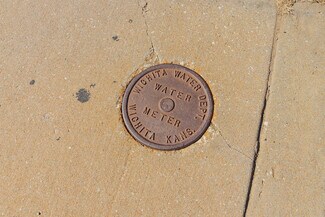 WICHITA WATER DEPT.
WATER
METER
WICHITA KANS.